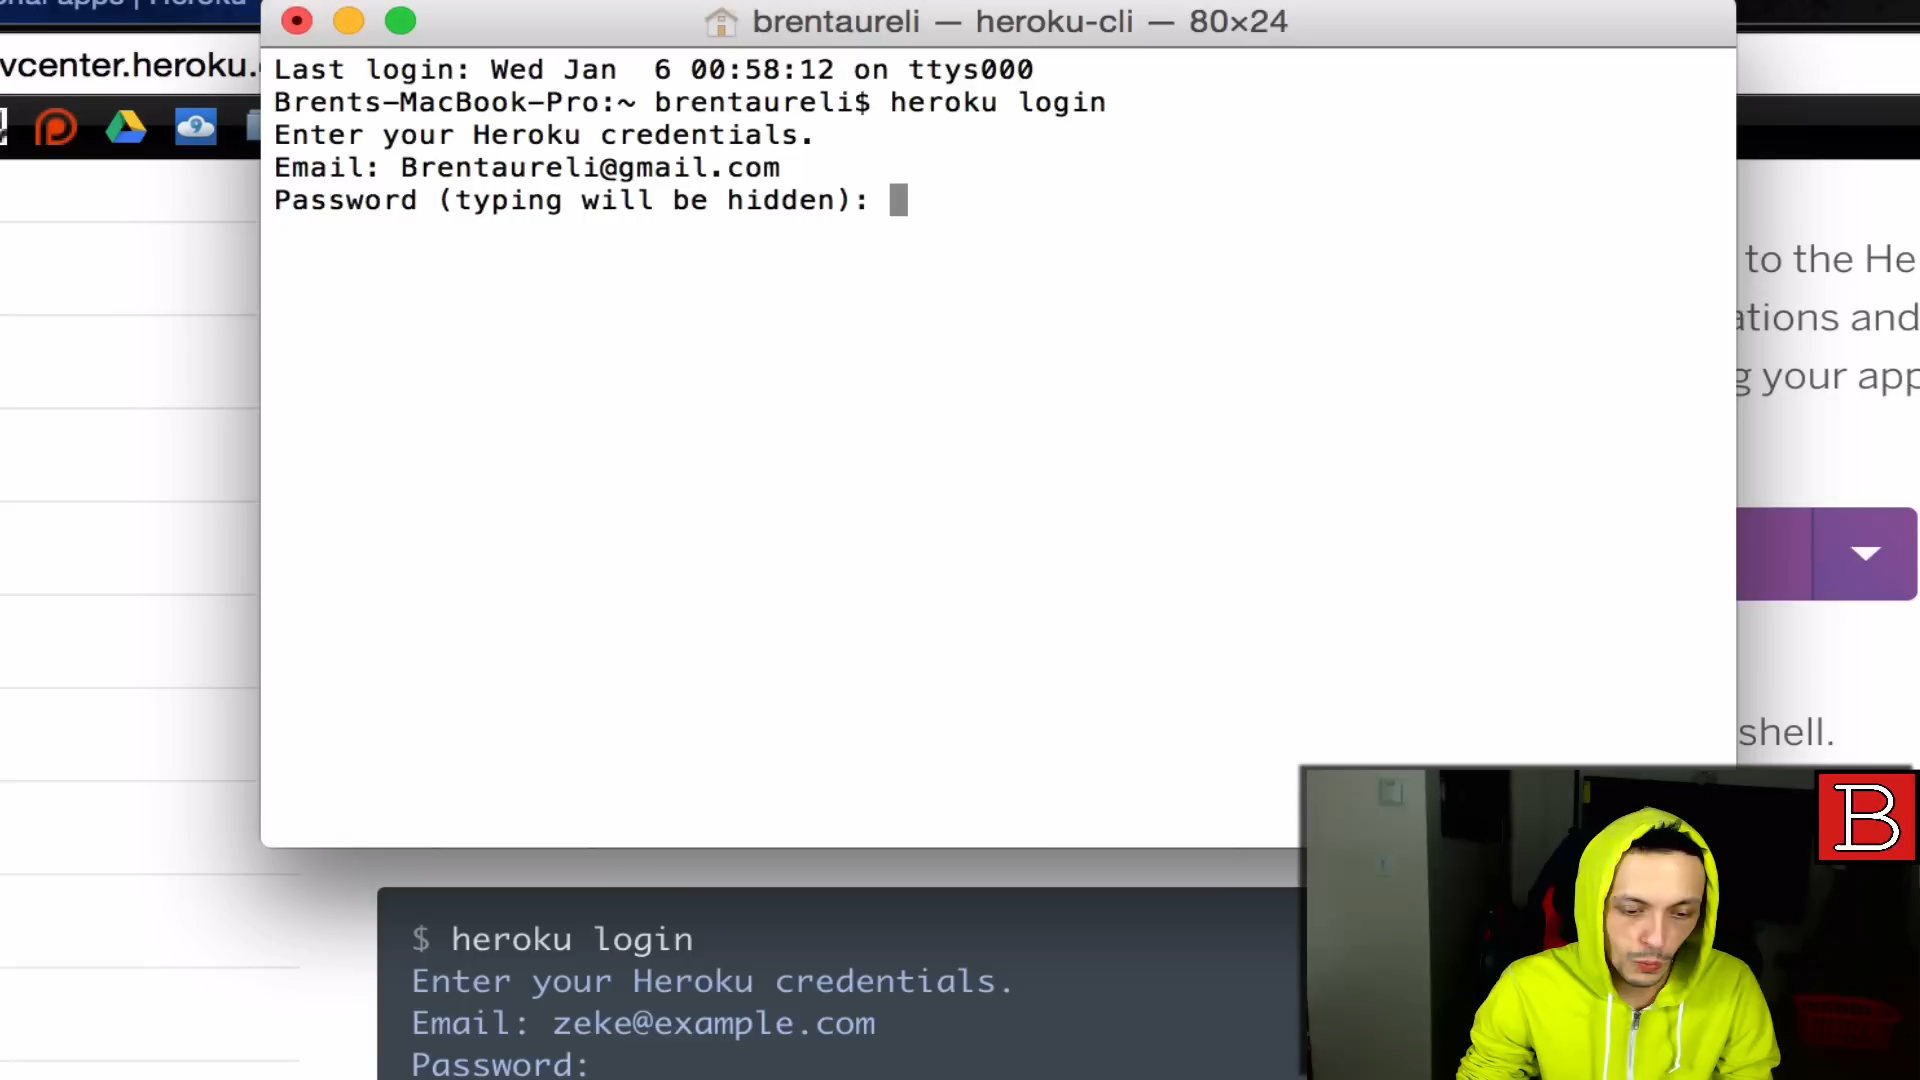 brentaureli — heroku-cli — 80×24
vcenter.heroku.
Last login: Wed Jan  6 00:58:12 on ttys000
Brents-MacBook-Pro:~ brentaureli$ heroku login
Enter your Heroku credentials.
Email: Brentaureli@gmail.com
Password (typing will be hidden):
to the He
ations and
g your app
shell.
B
$ heroku login
Enter your Heroku credentials.
Email: zeke@example.com
Password: